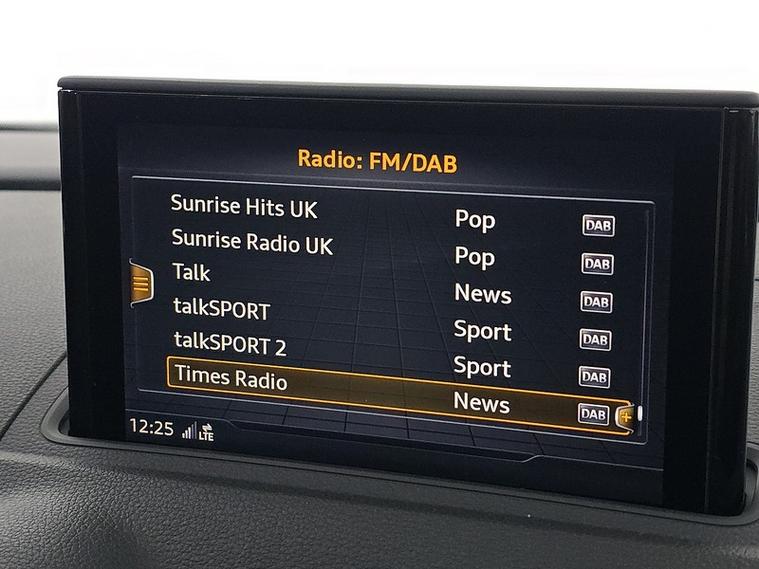 Radio: FM/DAB
Sunrise Hits UK Pop DAB
Sunrise Radio UK Pop DAB
Talk News DAB
talkSPORT Sport DAB
talkSPORT 2 Sport DAB
Times Radio News DAB +
12:25 LTE